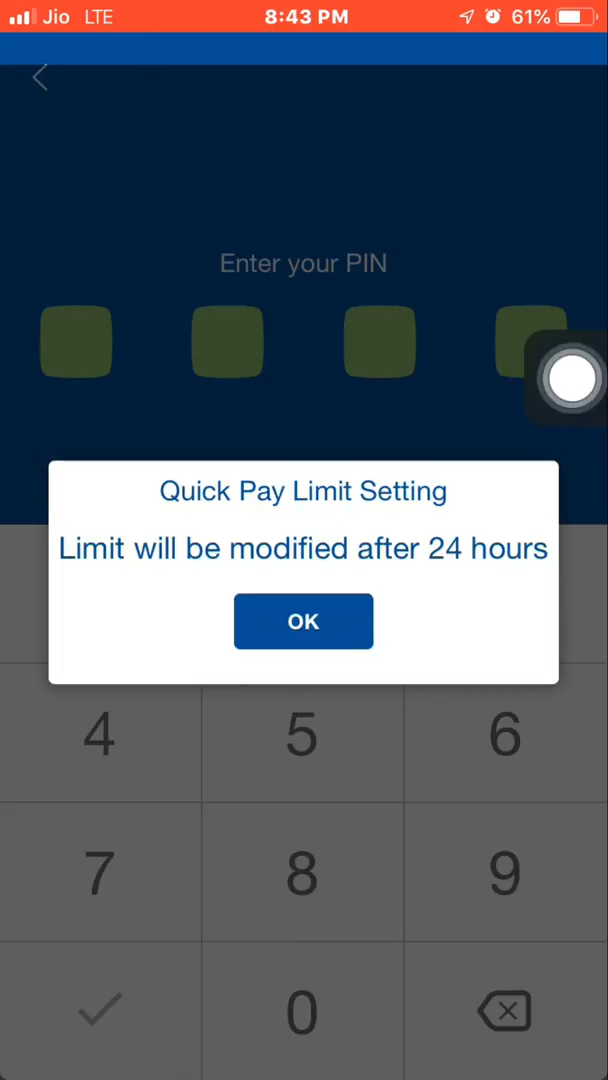 Jio LTE 8:43 PM 61%
Enter your PIN
Quick Pay Limit Setting
Limit will be modified after 24 hours
OK
4 5 6
7 8 9
0